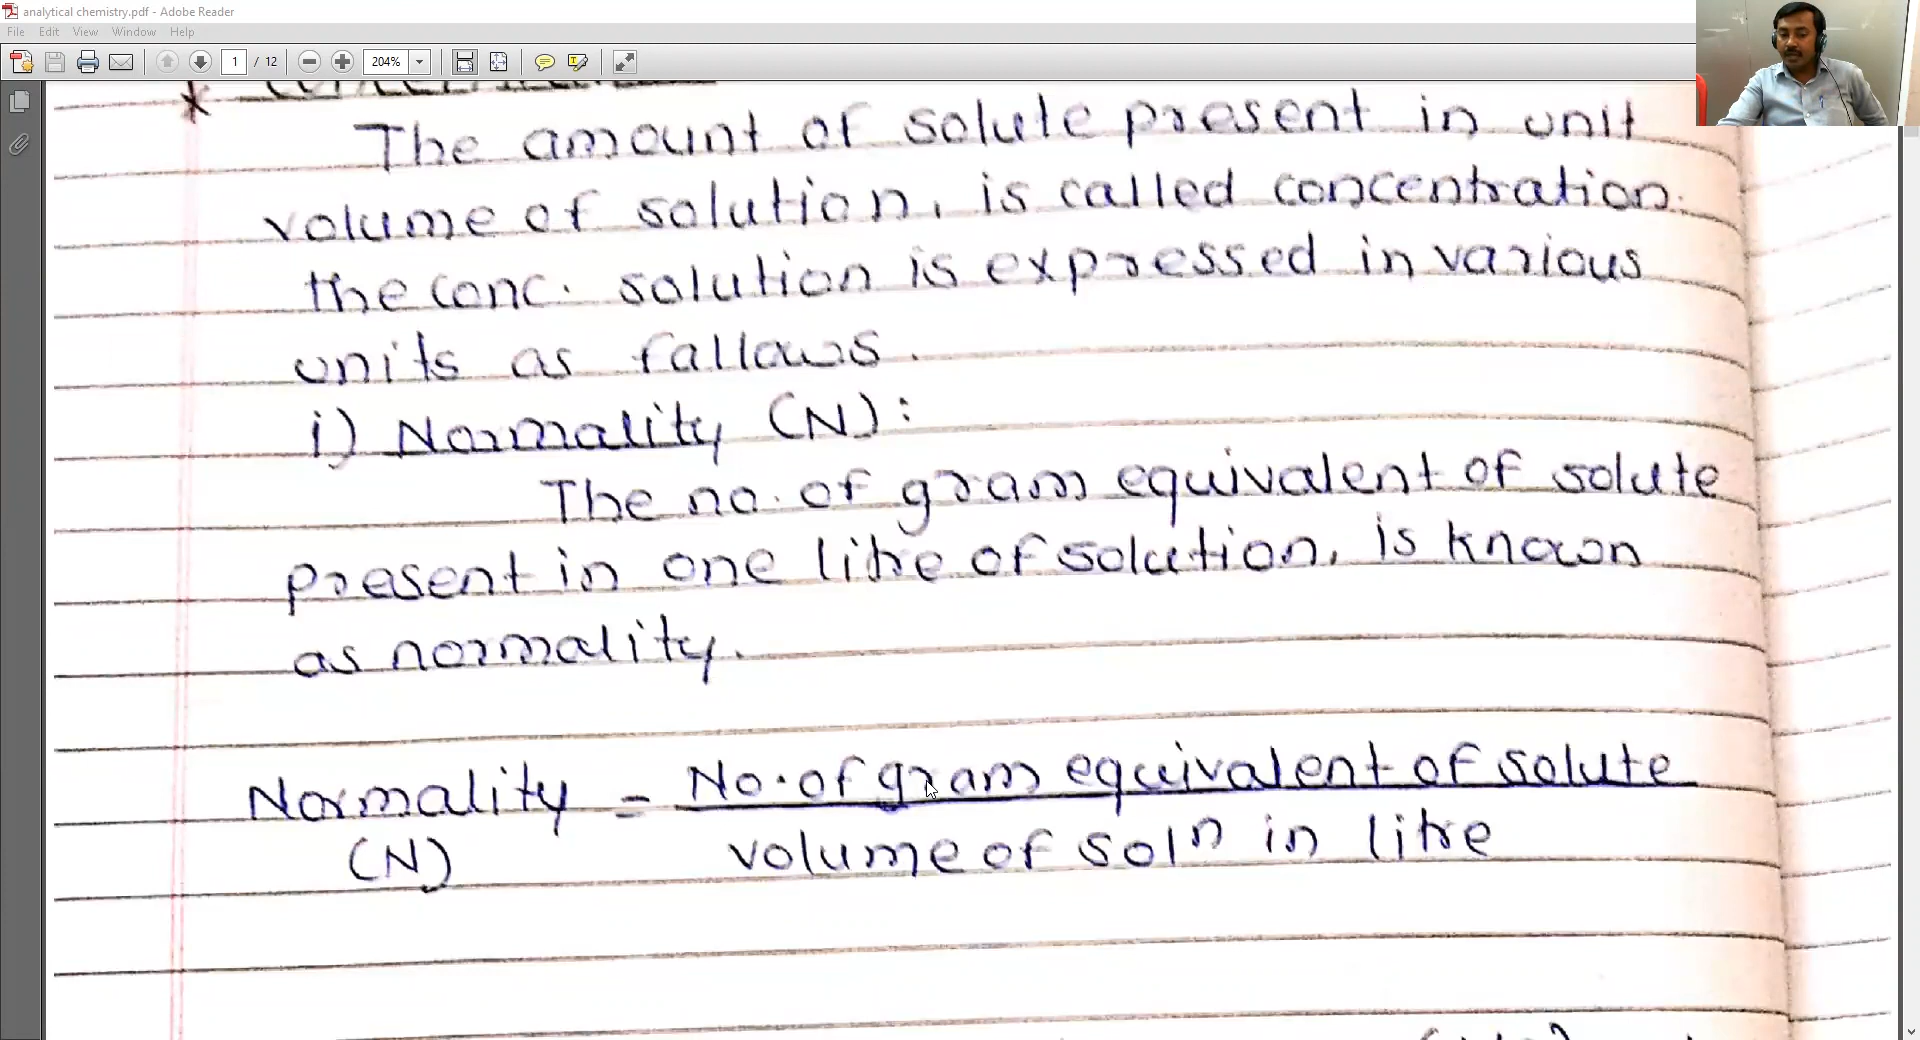 analytical chemistry.pdf - Adobe Reader
File Edit View Window Help
1 / 12 204%
The amount of solute present in unit
volume of solution, is called concentration.
the conc. solution is expressed in various
units as fallows.
i) Normality (N):
The no. of gram equivalent of solute
present in one litre of solution, is known
as normality.
Normality = No. of gram equivalent of solute
(N) volume of solⁿ in litre